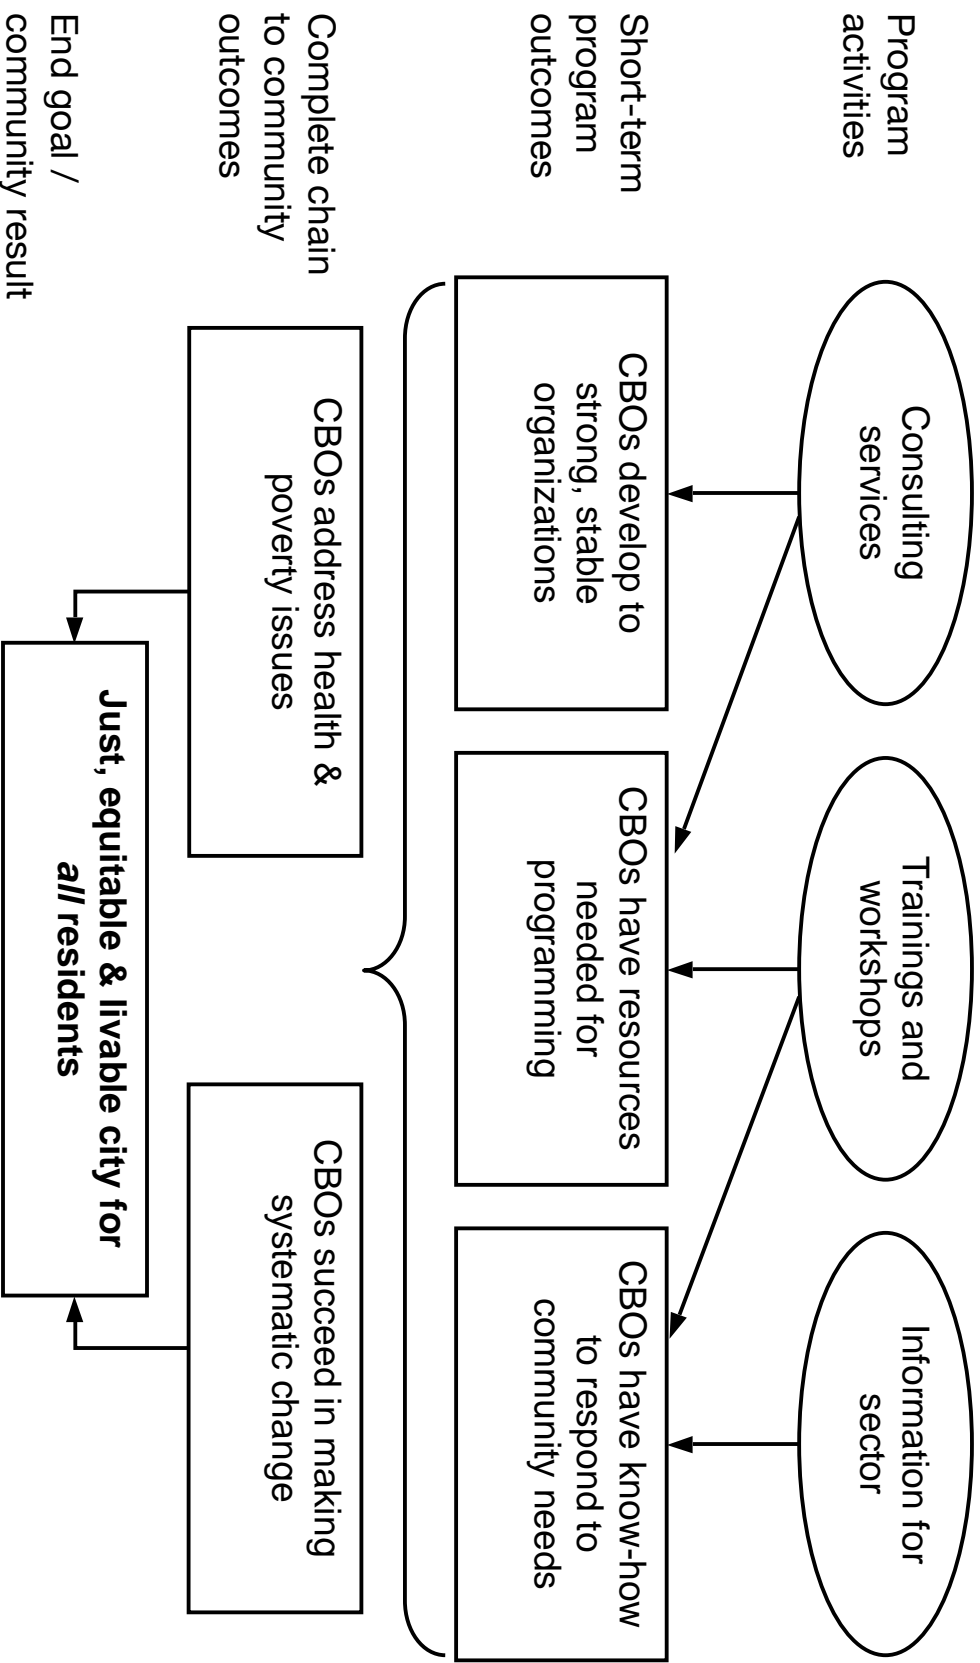 Program
activities
Consulting
services
Trainings and
workshops
Information for
sector
Short-term
program
outcomes
CBOs develop to
strong, stable
organizations
CBOs have resources
needed for
programming
CBOs have know-how
to respond to
community needs
Complete chain
to community
outcomes
CBOs address health &
poverty issues
CBOs succeed in making
systematic change
End goal /
community result
Just, equitable & livable city for
all residents